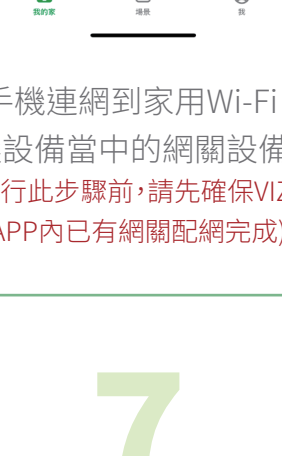 我的家 場景 我
手機連網到家用Wi-Fi
設備當中的網關設備
行此步驟前，請先確保VIZ
APP內已有網關配網完成)
7